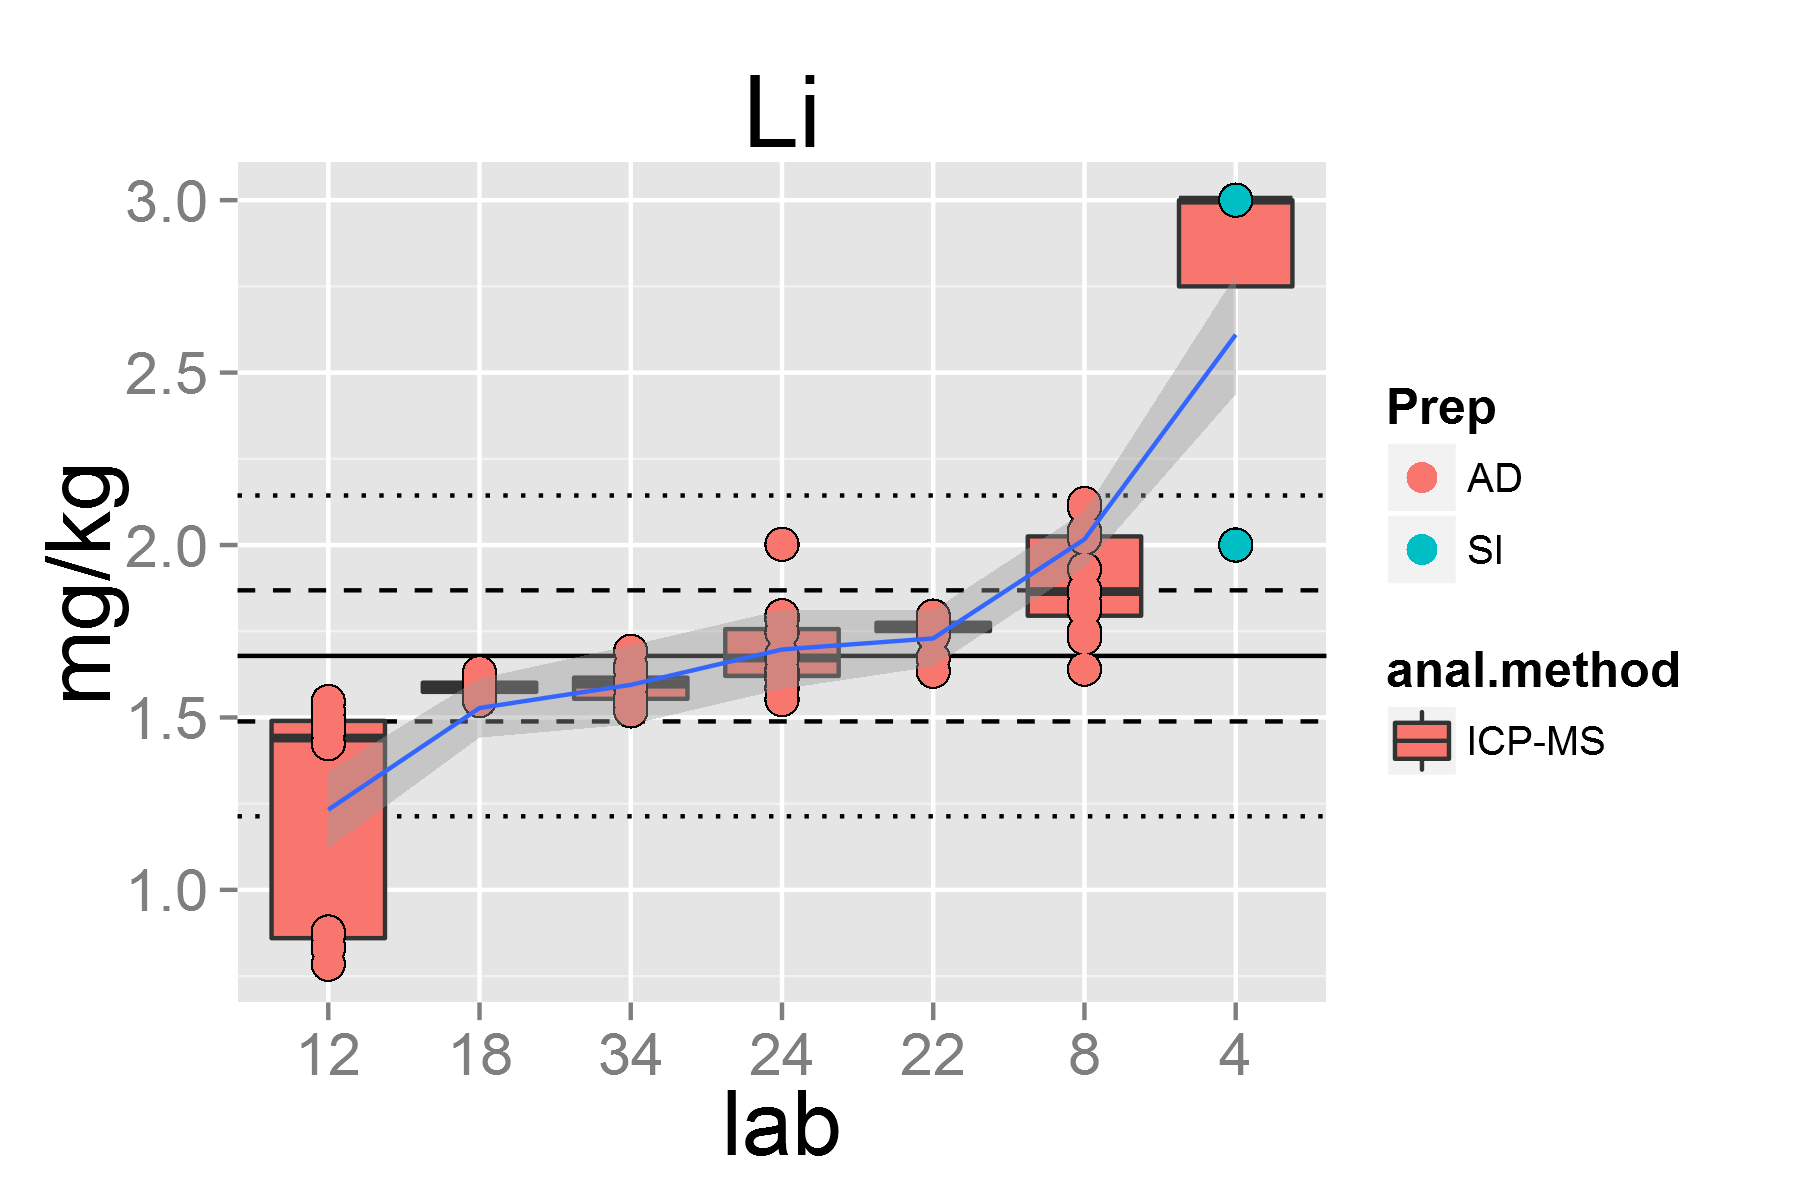 Li
mg/kg
3.0
2.5
2.0
1.5
1.0
12 18 34 24 22 8 4
lab
Prep
AD
SI
anal.method
ICP-MS